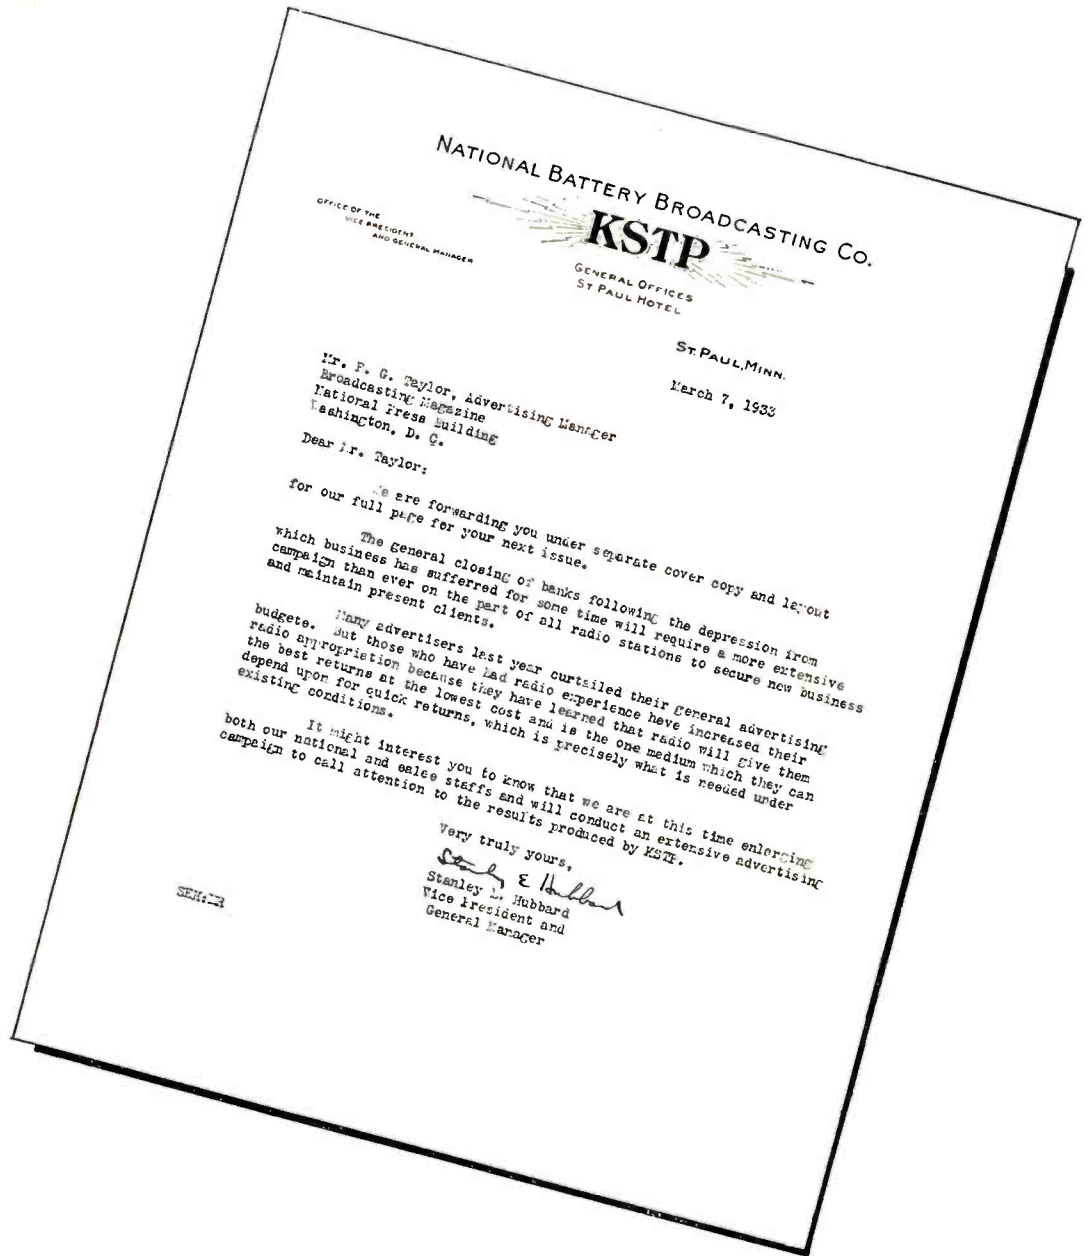 NATIONAL BATTERY BROADCASTING CO.
KSTP
OFFICE OF THE
VICE PRESIDENT
AND GENERAL MANAGER
GENERAL OFFICES
ST PAUL HOTEL
ST. PAUL, MINN.
March 7, 1933
Mr. F. G. Taylor, Advertising Manager
Broadcasting Magazine
National Press Building
Washington, D. C.
Dear Mr. Taylor:
We are forwarding you under separate cover copy and layout
for our full page for your next issue.
The general closing of banks following the depression from
which business has sufferred for some time will require a more extensive
campaign than ever on the part of all radio stations to secure new business
and maintain present clients.
Many advertisers last year curtailed their general advertising
budgets. But those who have had radio experience have increased their
radio appropriation because they have learned that radio will give them
the best returns at the lowest cost and is the one medium which they can
depend upon for quick returns, which is precisely what is needed under
existing conditions.
It might interest you to know that we are at this time enlarging
both our national and sales staffs and will conduct an extensive advertising
campaign to call attention to the results produced by KSTP.
Very truly yours,
Stanley E Hubbard
Stanley E. Hubbard
Vice President and
General Manager